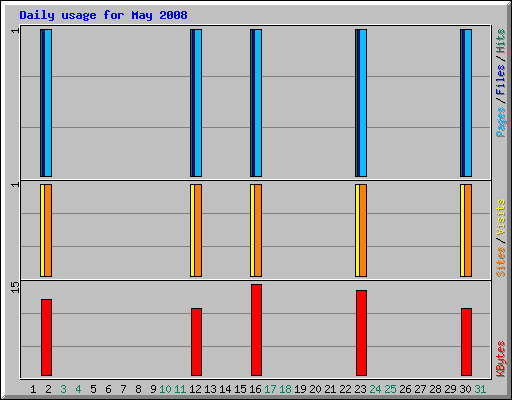 Daily usage for May 2008
1
Pages / Files / Hits
1
Sites / Visits
15
KBytes
1 2 3 4 5 6 7 8 9 10 11 12 13 14 15 16 17 18 19 20 21 22 23 24 25 26 27 28 29 30 31